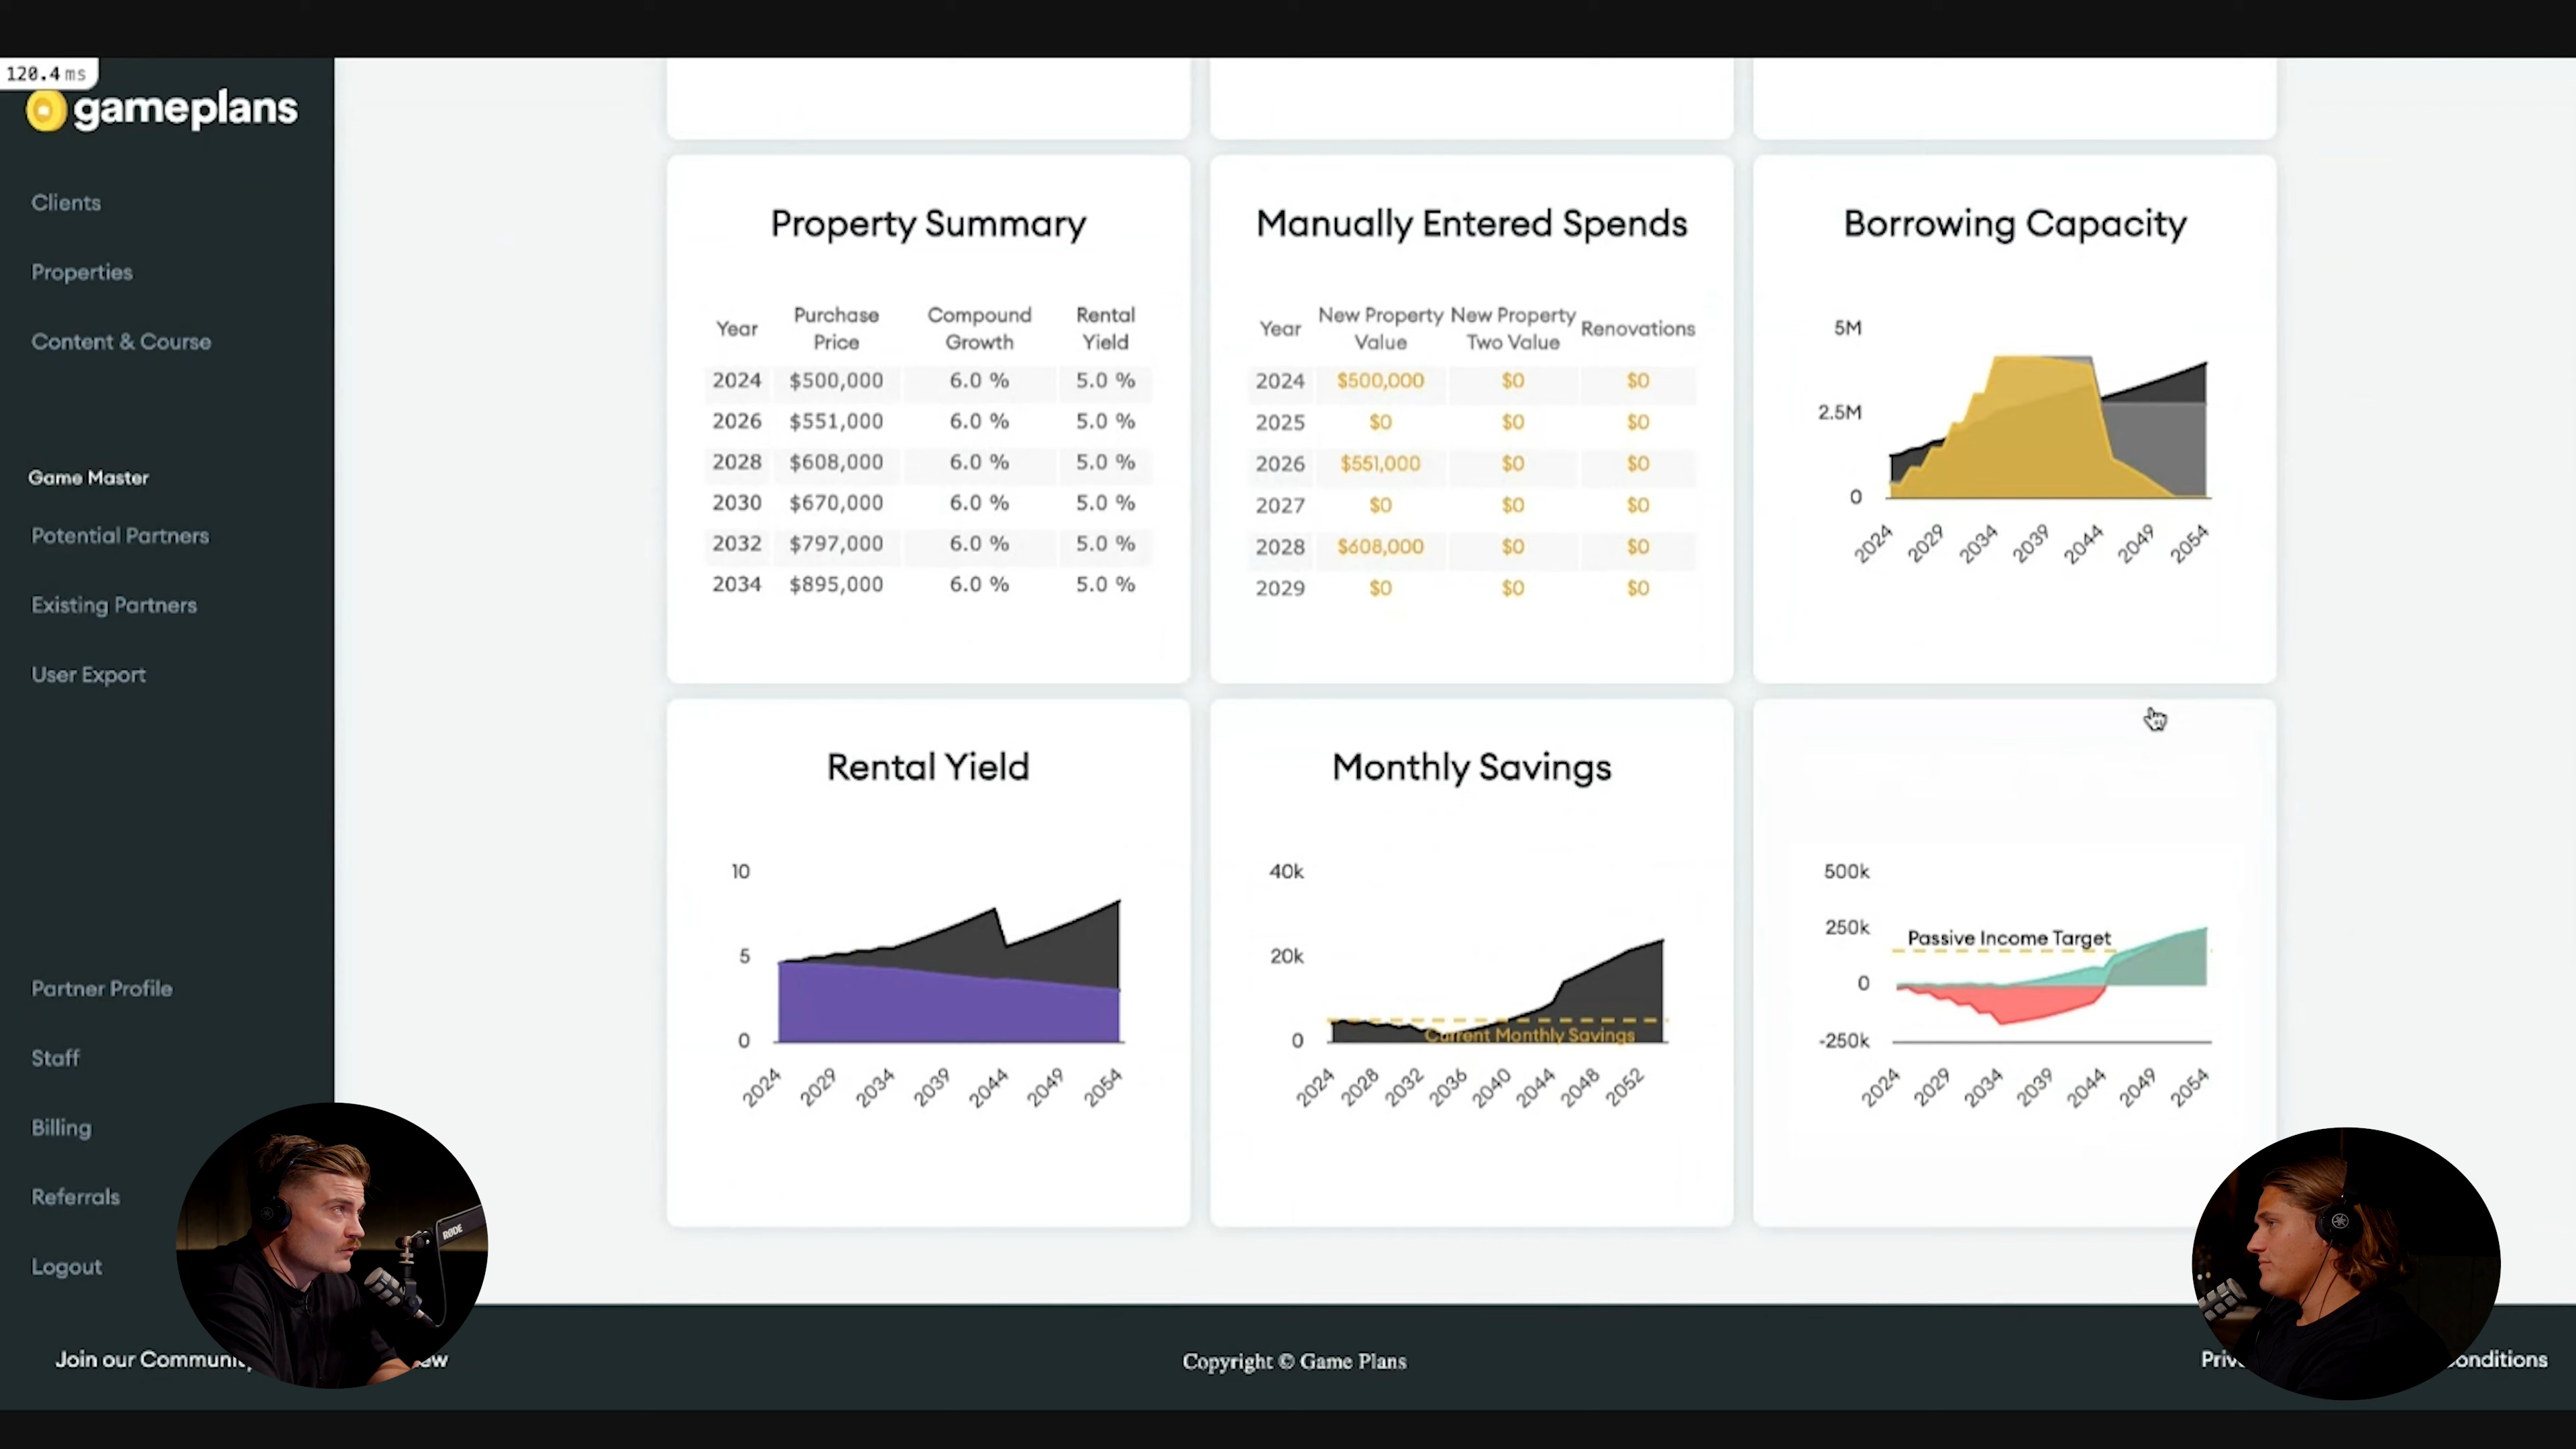 120.4 ms
gameplans
Clients
Properties
Content & Course
Game Master
Potential Partners
Existing Partners
User Export
Partner Profile
Staff
Billing
Referrals
Logout
Property Summary
Year Purchase Price Compound Growth Rental Yield
2024 $500,000 6.0 % 5.0 %
2026 $551,000 6.0 % 5.0 %
2028 $608,000 6.0 % 5.0 %
2030 $670,000 6.0 % 5.0 %
2032 $797,000 6.0 % 5.0 %
2034 $895,000 6.0 % 5.0 %
Manually Entered Spends
Year New Property Value New Property Two Value Renovations
2024 $500,000 $0 $0
2025 $0 $0 $0
2026 $551,000 $0 $0
2027 $0 $0 $0
2028 $608,000 $0 $0
2029 $0 $0 $0
Borrowing Capacity
5M
2.5M
0
2024 2029 2034 2039 2044 2049 2054
Rental Yield
10
5
0
2024 2029 2034 2039 2044 2049 2054
Monthly Savings
40k
20k
0
Current Monthly Savings
2024 2028 2032 2036 2040 2044 2048 2052
500k
250k
0
-250k
Passive Income Target
2024 2029 2034 2039 2044 2049 2054
RØDE
Join our
Copyright © Game Plans